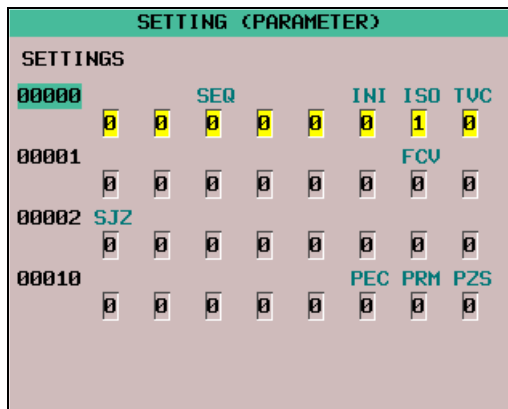 SETTING (PARAMETER)
SETTINGS
00000 SEQ INI ISO TVC
0 0 0 0 0 0 1 0
00001 FCV
0 0 0 0 0 0 0 0
00002 SJZ
0 0 0 0 0 0 0 0
00010 PEC PRM PZS
0 0 0 0 0 0 0 0